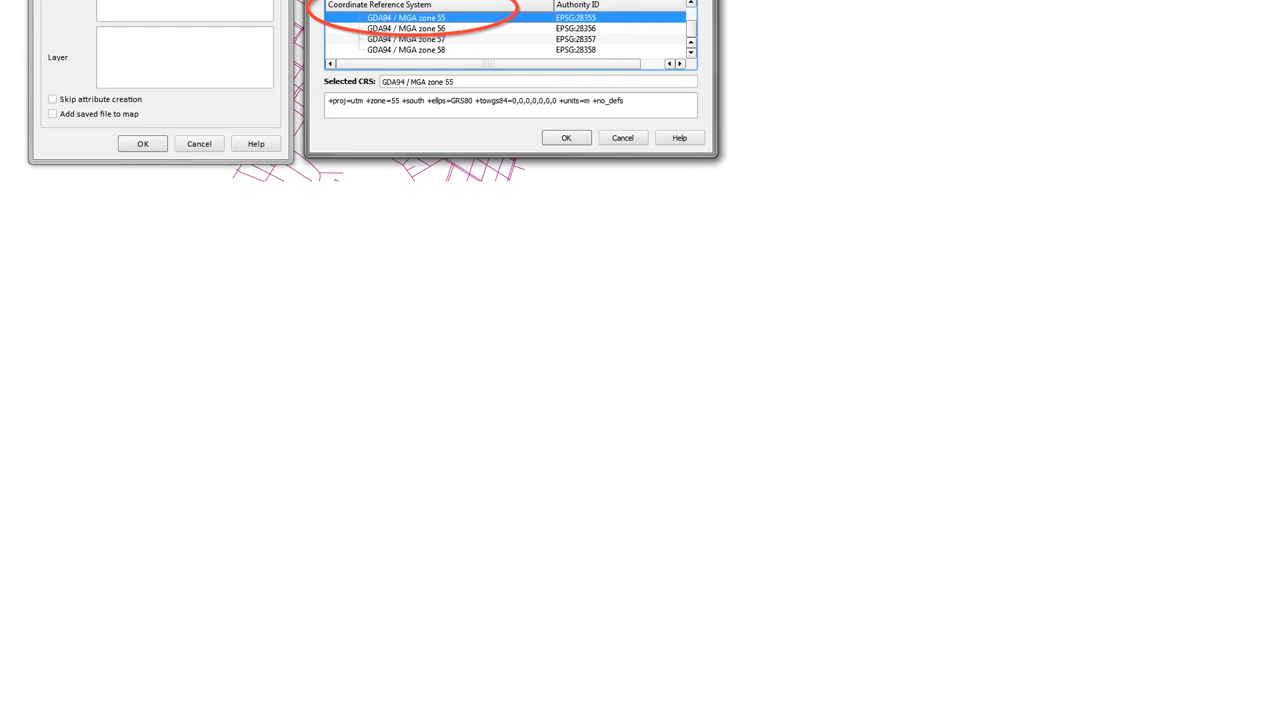 Layer
Skip attribute creation
Add saved file to map
OK Cancel Help
Coordinate Reference System Authority ID
GDA94 / MGA zone 55 EPSG:28355
GDA94 / MGA zone 56 EPSG:28356
GDA94 / MGA zone 57 EPSG:28357
GDA94 / MGA zone 58 EPSG:28358
Selected CRS: GDA94 / MGA zone 55
+proj=utm +zone=55 +south +ellps=GRS80 +towgs84=0,0,0,0,0,0,0 +units=m +no_defs
OK Cancel Help